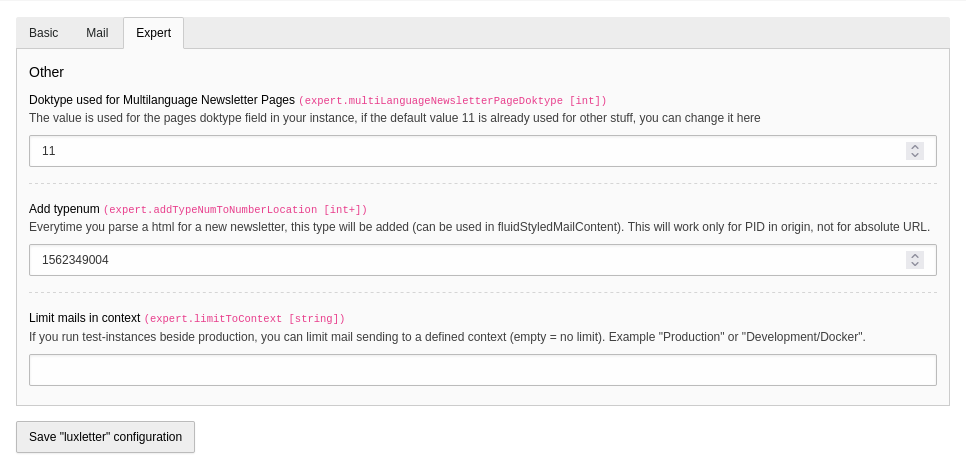 Basic Mail Expert
Other
Doktype used for Multilanguage Newsletter Pages (expert.multiLanguageNewsletterPageDoktype [int])
The value is used for the pages doktype field in your instance, if the default value 11 is already used for other stuff, you can change it here
11
Add typenum (expert.addTypeNumToNumberLocation [int+])
Everytime you parse a html for a new newsletter, this type will be added (can be used in fluidStyledMailContent). This will work only for PID in origin, not for absolute URL.
1562349004
Limit mails in context (expert.limitToContext [string])
If you run test-instances beside production, you can limit mail sending to a defined context (empty = no limit). Example "Production" or "Development/Docker".
Save "luxletter" configuration